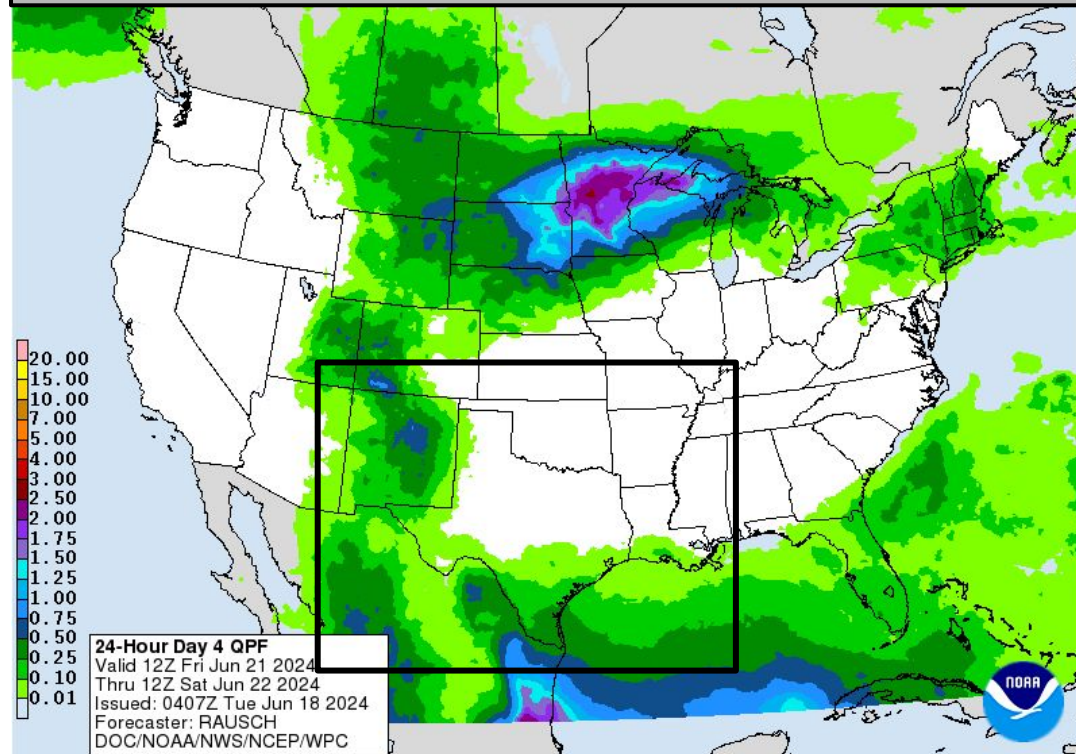 20.00
15.00
10.00
7.00
5.00
4.00
3.00
2.50
2.00
1.75
1.50
1.25
1.00
0.75
0.50
0.25
0.10
0.01
24-Hour Day 4 QPF
Valid 12Z Fri Jun 21 2024
Thru 12Z Sat Jun 22 2024
Issued: 0407Z Tue Jun 18 2024
Forecaster: RAUSCH
DOC/NOAA/NWS/NCEP/WPC
NOAA